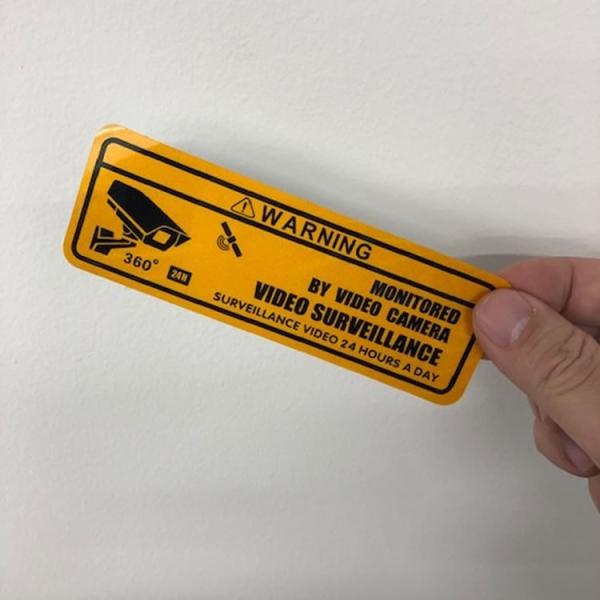 WARNING
360°
24H
MONITORED
BY VIDEO CAMERA
VIDEO SURVEILLANCE
SURVEILLANCE VIDEO 24 HOURS A DAY